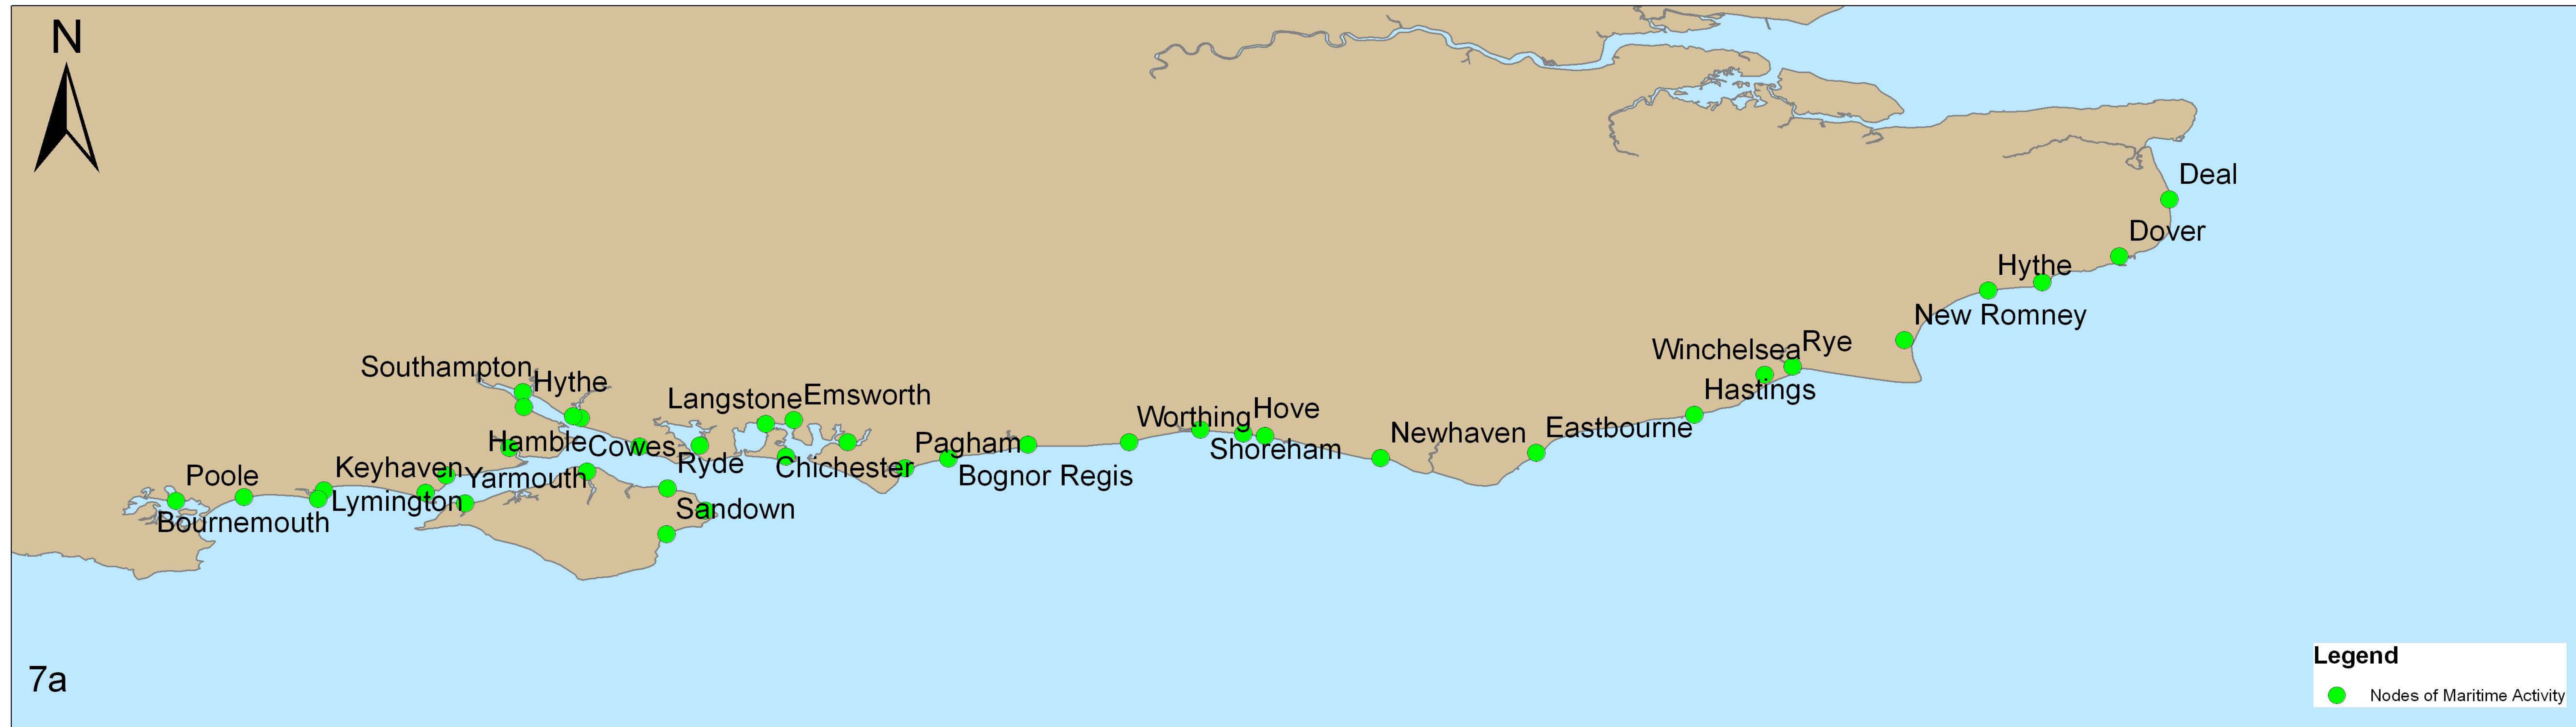 N
Deal
Dover
Hythe
New Romney
Rye
Winchelsea
Hastings
Southampton
Hythe
Langstone
Emsworth
Worthing
Hove
Eastbourne
Newhaven
Hamble
Cowes
Pagham
Shoreham
Ryde
Chichester
Bognor Regis
Poole
Keyhaven
Yarmouth
Lymington
Sandown
Bournemouth
7a
Legend
Nodes of Maritime Activity